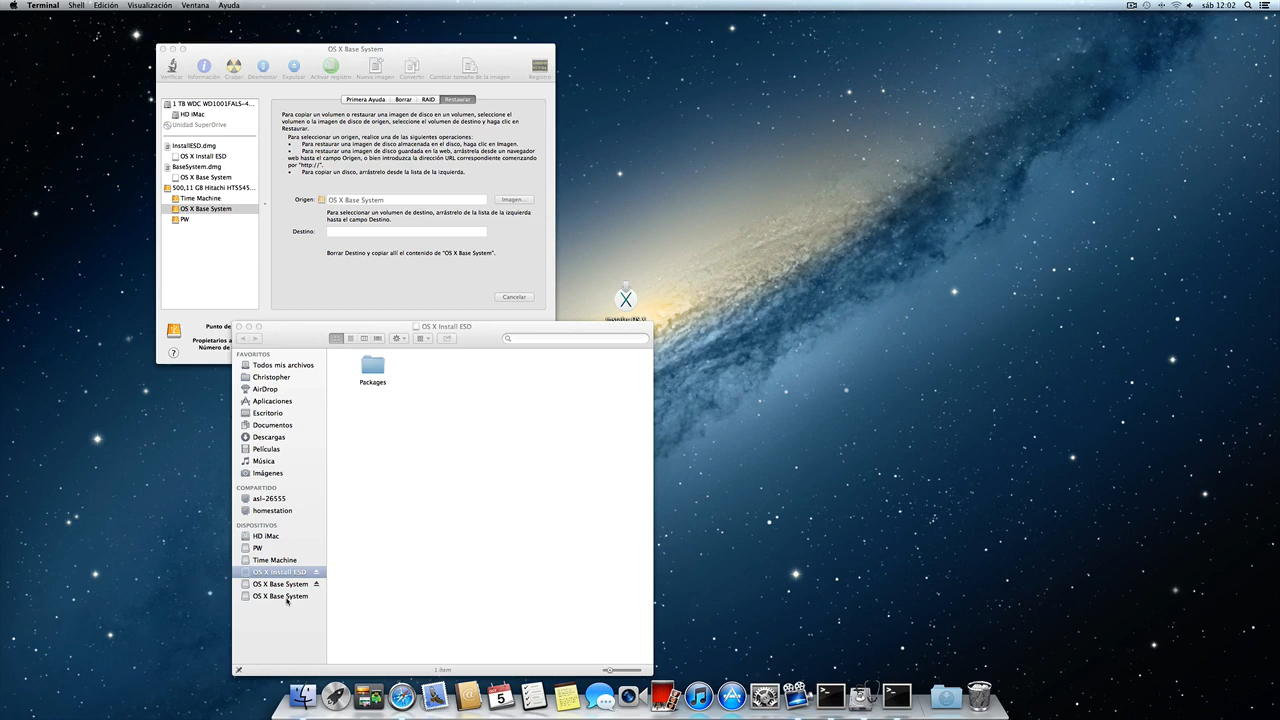 Terminal Shell Edición Visualización Ventana Ayuda
sáb 12:02
OS X Base System
Verificar Información Grabar Desmontar Expulsar Activar registro Nueva imagen Convertir Cambiar tamaño de la imagen Registro
1 TB WDC WD1001FALS-4...
HD iMac
Unidad SuperDrive
InstallESD.dmg
OS X Install ESD
BaseSystem.dmg
OS X Base System
500,11 GB Hitachi HTS545...
Time Machine
OS X Base System
PW
Primera Ayuda Borrar RAID Restaurar
Para copiar un volumen o restaurar una imagen de disco en un volumen, seleccione el
volumen o la imagen de disco de origen, seleccione el volumen de destino y haga clic en
Restaurar.
Para seleccionar un origen, realice una de las siguientes operaciones:
• Para restaurar una imagen de disco almacenada en el disco, haga clic en Imagen.
• Para restaurar una imagen de disco guardada en la web, arrástrela desde un navegador
web hasta el campo Origen, o bien introduzca la dirección URL correspondiente comenzando
por "http://".
• Para copiar un disco, arrástrelo desde la lista de la izquierda.
Origen: OS X Base System Imagen...
Para seleccionar un volumen de destino, arrástrelo de la lista de la izquierda
hasta el campo Destino.
Destino:
Borrar Destino y copiar allí el contenido de "OS X Base System".
Cancelar
Punto de
Propietarios a
Número de
?
OS X Install ESD
FAVORITOS
Todos mis archivos
Christopher
AirDrop
Aplicaciones
Escritorio
Documentos
Descargas
Películas
Música
Imágenes
COMPARTIDO
asl-26555
homestation
DISPOSITIVOS
HD iMac
PW
Time Machine
OS X Install ESD
OS X Base System
OS X Base System
Packages
1 ítem
5